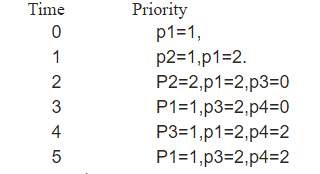 Time Priority
0 p1=1,
1 p2=1,p1=2.
2 P2=2,p1=2,p3=0
3 P1=1,p3=2,p4=0
4 P3=1,p1=2,p4=2
5 P1=1,p3=2,p4=2